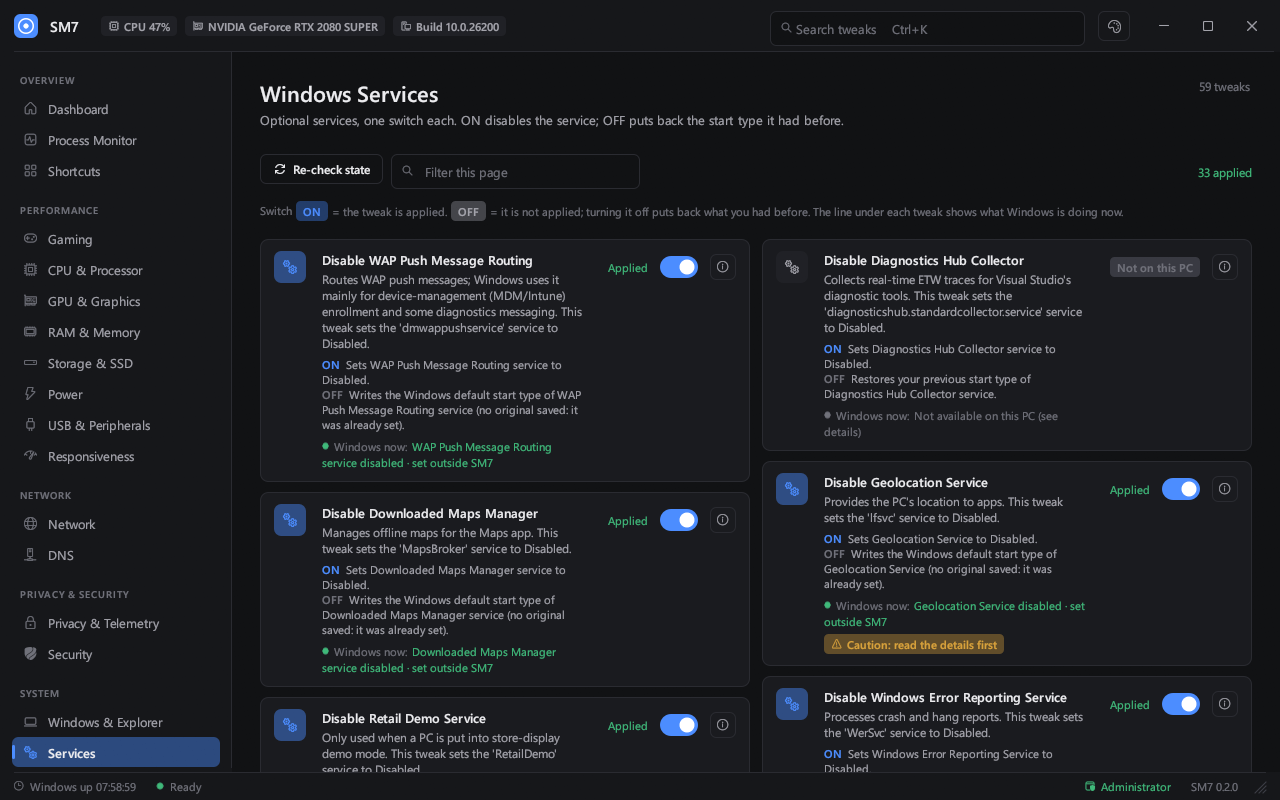 SM7
CPU 47%
NVIDIA GeForce RTX 2080 SUPER
Build 10.0.26200
Search tweaks Ctrl+K
OVERVIEW
Dashboard
Process Monitor
Shortcuts
PERFORMANCE
Gaming
CPU & Processor
GPU & Graphics
RAM & Memory
Storage & SSD
Power
USB & Peripherals
Responsiveness
NETWORK
Network
DNS
PRIVACY & SECURITY
Privacy & Telemetry
Security
SYSTEM
Windows & Explorer
Services
Windows Services
59 tweaks
Optional services, one switch each. ON disables the service; OFF puts back the start type it had before.
Re-check state
Filter this page
33 applied
Switch ON = the tweak is applied. OFF = it is not applied; turning it off puts back what you had before. The line under each tweak shows what Windows is doing now.
Disable WAP Push Message Routing
Applied
Routes WAP push messages; Windows uses it
mainly for device-management (MDM/Intune)
enrollment and some diagnostics messaging. This
tweak sets the 'dmwappushservice' service to
Disabled.
ON Sets WAP Push Message Routing service to
Disabled.
OFF Writes the Windows default start type of WAP
Push Message Routing service (no original saved: it
was already set).
Windows now: WAP Push Message Routing
service disabled · set outside SM7
Disable Downloaded Maps Manager
Applied
Manages offline maps for the Maps app. This
tweak sets the 'MapsBroker' service to Disabled.
ON Sets Downloaded Maps Manager service to
Disabled.
OFF Writes the Windows default start type of
Downloaded Maps Manager service (no original
saved: it was already set).
Windows now: Downloaded Maps Manager
service disabled · set outside SM7
Disable Retail Demo Service
Applied
Only used when a PC is put into store-display
demo mode. This tweak sets the 'RetailDemo'
service to Disabled.
Disable Diagnostics Hub Collector
Not on this PC
Collects real-time ETW traces for Visual Studio's
diagnostic tools. This tweak sets the
'diagnosticshub.standardcollector.service' service
to Disabled.
ON Sets Diagnostics Hub Collector service to
Disabled.
OFF Restores your previous start type of
Diagnostics Hub Collector service.
Windows now: Not available on this PC (see
details)
Disable Geolocation Service
Applied
Provides the PC's location to apps. This tweak
sets the 'lfsvc' service to Disabled.
ON Sets Geolocation Service to Disabled.
OFF Writes the Windows default start type of
Geolocation Service (no original saved: it was
already set).
Windows now: Geolocation Service disabled · set
outside SM7
Caution: read the details first
Disable Windows Error Reporting Service
Applied
Processes crash and hang reports. This tweak sets
the 'WerSvc' service to Disabled.
ON Sets Windows Error Reporting Service to
Disabled.
Windows up 07:58:59
Ready
Administrator
SM7 0.2.0